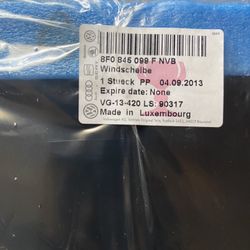 8F0 845 099 F NVB
Windscheibe
1 Stueck PP 04.09.2013
Expire date: None
VG-13-420 LS: 90317
Made in Luxembourg